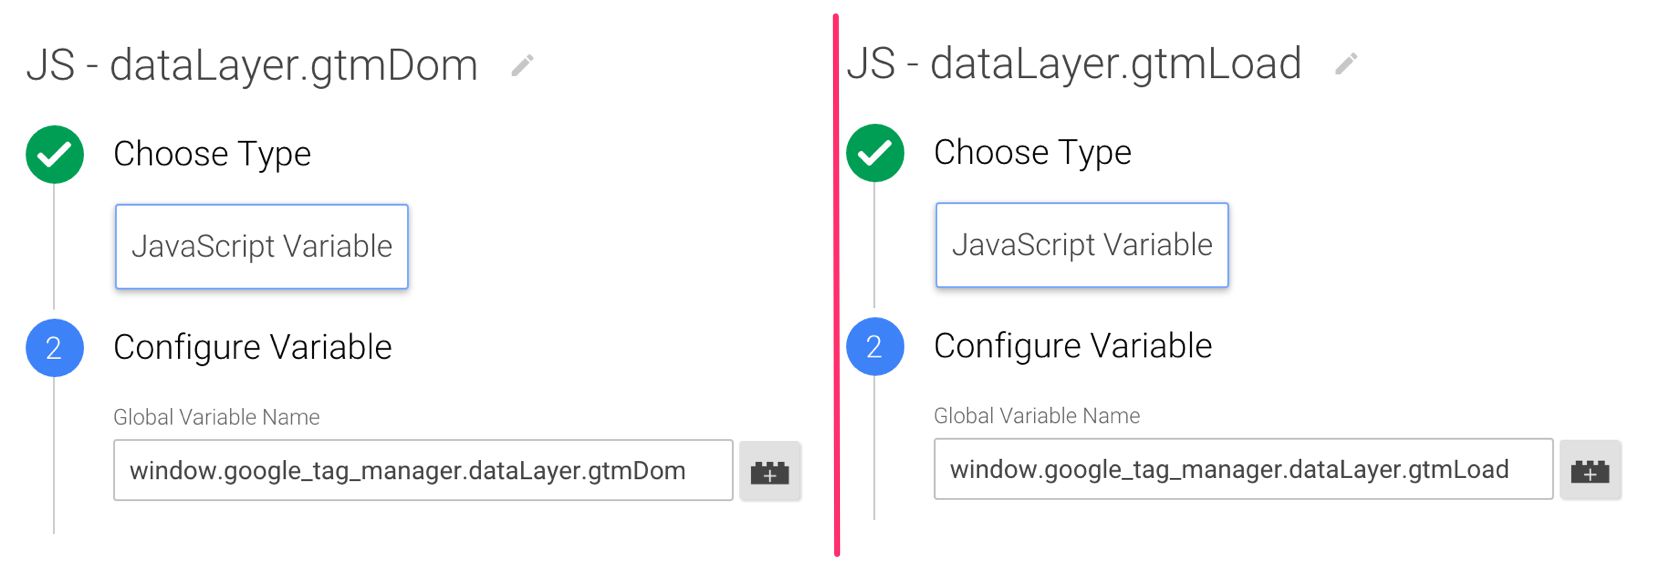 JS - dataLayer.gtmDom
Choose Type
JavaScript Variable
2
Configure Variable
Global Variable Name
window.google_tag_manager.dataLayer.gtmDom
JS - dataLayer.gtmLoad
Choose Type
JavaScript Variable
2
Configure Variable
Global Variable Name
window.google_tag_manager.dataLayer.gtmLoad